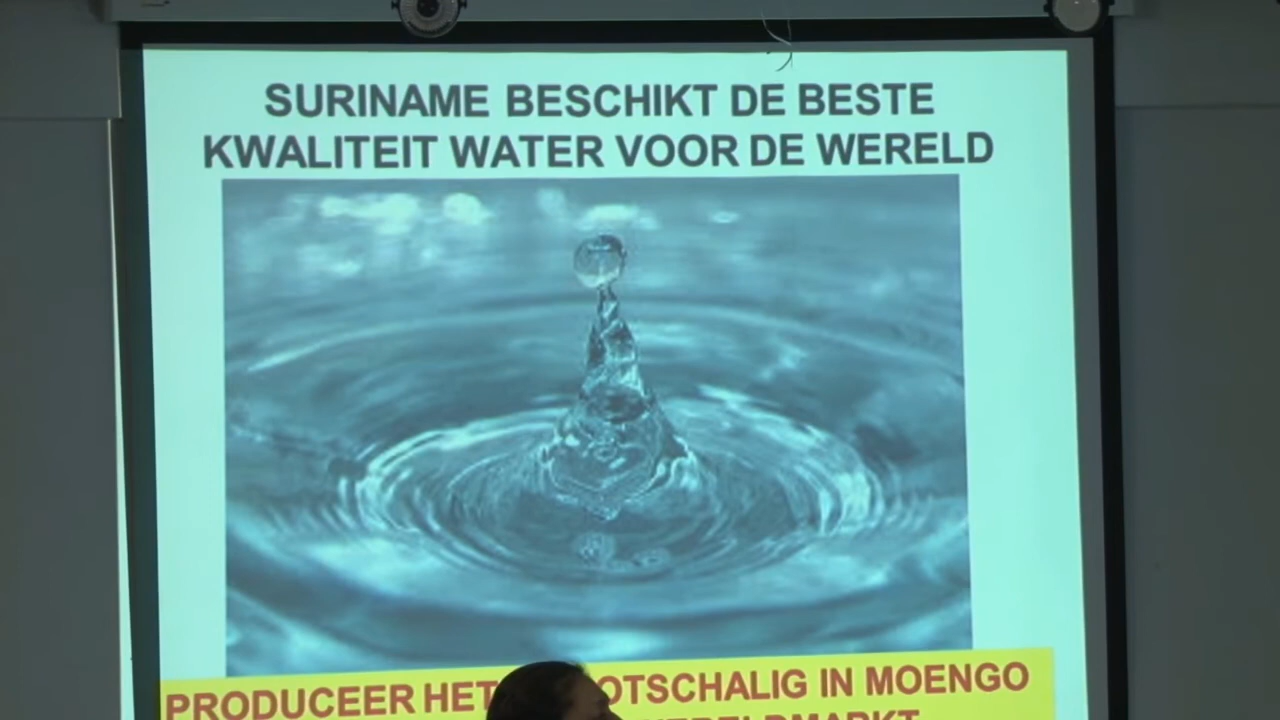 SURINAME BESCHIKT DE BESTE
KWALITEIT WATER VOOR DE WERELD
PRODUCEER HET OTSCHALIG IN MOENGO